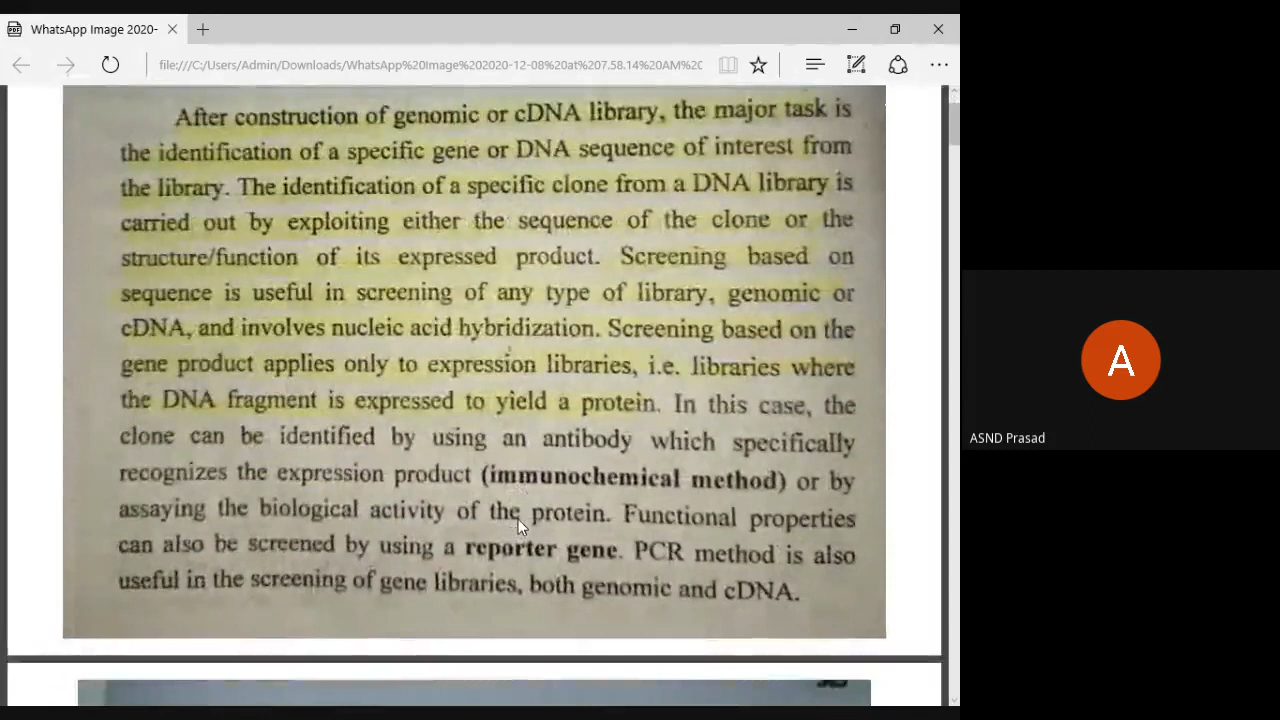 WhatsApp Image 2020-
file:///C:/Users/Admin/Downloads/WhatsApp%20Image%202020-12-08%20at%207.58.14%20AM%2C
After construction of genomic or cDNA library, the major task is
the identification of a specific gene or DNA sequence of interest from
the library. The identification of a specific clone from a DNA library is
carried out by exploiting either the sequence of the clone or the
structure/function of its expressed product. Screening based on
sequence is useful in screening of any type of library, genomic or
cDNA, and involves nucleic acid hybridization. Screening based on the
gene product applies only to expression libraries, i.e. libraries where
the DNA fragment is expressed to yield a protein. In this case, the
clone can be identified by using an antibody which specifically
recognizes the expression product (immunochemical method) or by
assaying the biological activity of the protein. Functional properties
can also be screened by using a reporter gene. PCR method is also
useful in the screening of gene libraries, both genomic and cDNA.
A
ASND Prasad